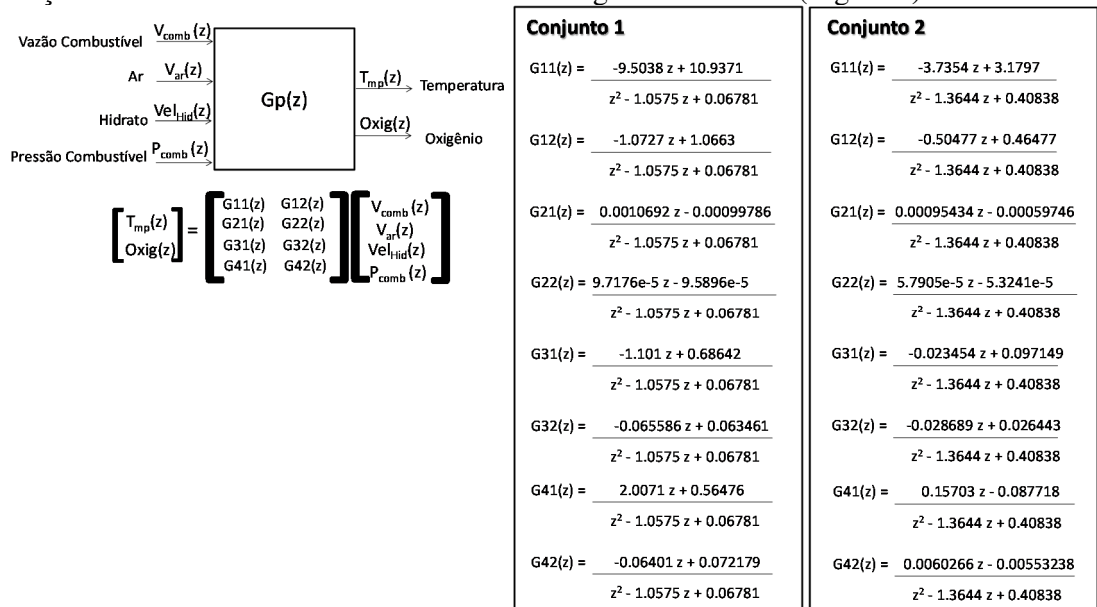 Vazão Combustível V_comb (z)
Ar V_ar(z)
Hidrato Vel_Hid(z)
Pressão Combustível P_comb (z)
Gp(z)
T_mp(z) Temperatura
Oxig(z) Oxigênio
T_mp(z)
Oxig(z)
=
G11(z) G12(z)
G21(z) G22(z)
G31(z) G32(z)
G41(z) G42(z)
V_comb (z)
V_ar(z)
Vel_Hid(z)
P_comb (z)
Conjunto 1
G11(z) = -9.5038 z + 10.9371
z² - 1.0575 z + 0.06781
G12(z) = -1.0727 z + 1.0663
z² - 1.0575 z + 0.06781
G21(z) = 0.0010692 z - 0.00099786
z² - 1.0575 z + 0.06781
G22(z) = 9.7176e-5 z - 9.5896e-5
z² - 1.0575 z + 0.06781
G31(z) = -1.101 z + 0.68642
z² - 1.0575 z + 0.06781
G32(z) = -0.065586 z + 0.063461
z² - 1.0575 z + 0.06781
G41(z) = 2.0071 z + 0.56476
z² - 1.0575 z + 0.06781
G42(z) = -0.06401 z + 0.072179
z² - 1.0575 z + 0.06781
Conjunto 2
G11(z) = -3.7354 z + 3.1797
z² - 1.3644 z + 0.40838
G12(z) = -0.50477 z + 0.46477
z² - 1.3644 z + 0.40838
G21(z) = 0.00095434 z - 0.00059746
z² - 1.3644 z + 0.40838
G22(z) = 5.7905e-5 z - 5.3241e-5
z² - 1.3644 z + 0.40838
G31(z) = -0.023454 z + 0.097149
z² - 1.3644 z + 0.40838
G32(z) = -0.028689 z + 0.026443
z² - 1.3644 z + 0.40838
G41(z) = 0.15703 z - 0.087718
z² - 1.3644 z + 0.40838
G42(z) = 0.0060266 z - 0.00553238
z² - 1.3644 z + 0.40838